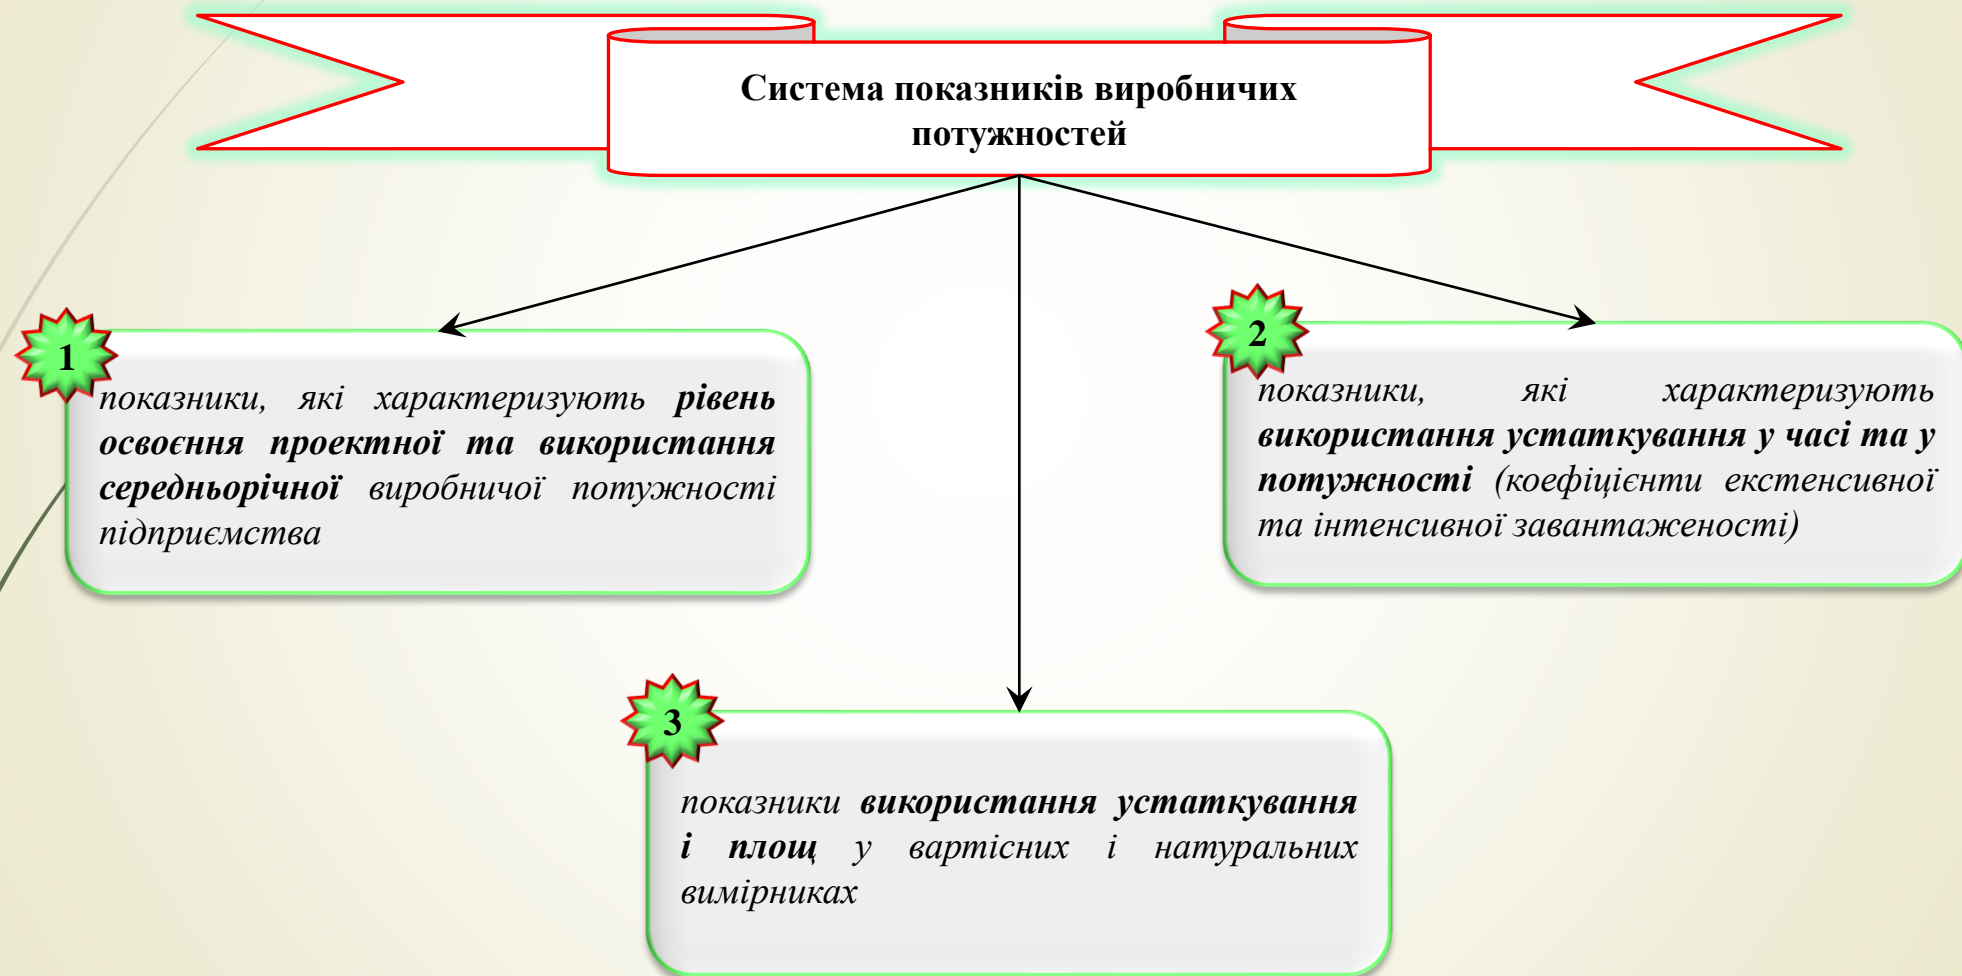 Система показників виробничих
потужностей
1
показники, які характеризують рівень
освоєння проектної та використання
середньорічної виробничої потужності
підприємства
2
показники, які характеризують
використання устаткування у часі та у
потужності (коефіцієнти екстенсивної
та інтенсивної завантаженості)
3
показники використання устаткування
і площ у вартісних і натуральних
вимірниках